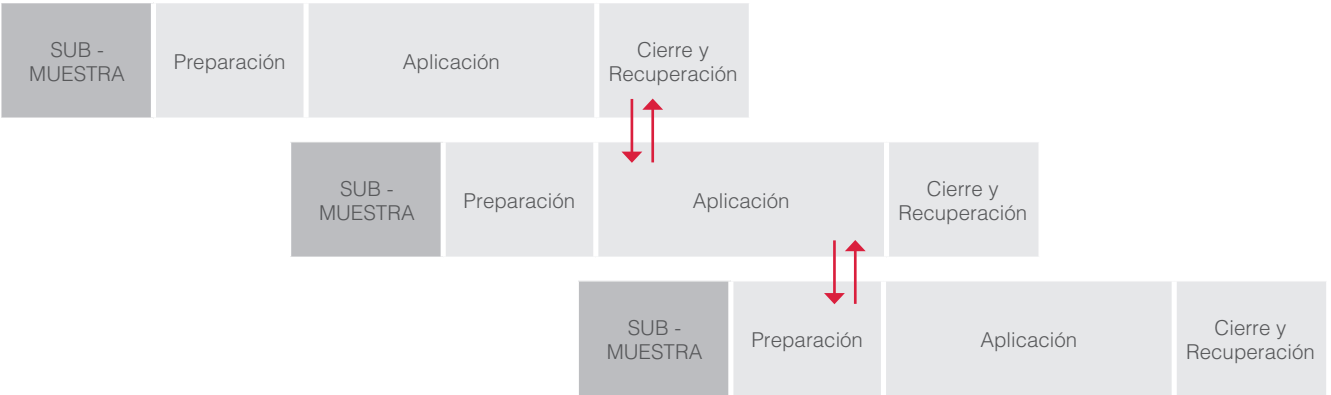 SUB -
MUESTRA
Preparación
Aplicación
Cierre y
Recuperación
SUB -
MUESTRA
Preparación
Aplicación
Cierre y
Recuperación
SUB -
MUESTRA
Preparación
Aplicación
Cierre y
Recuperación